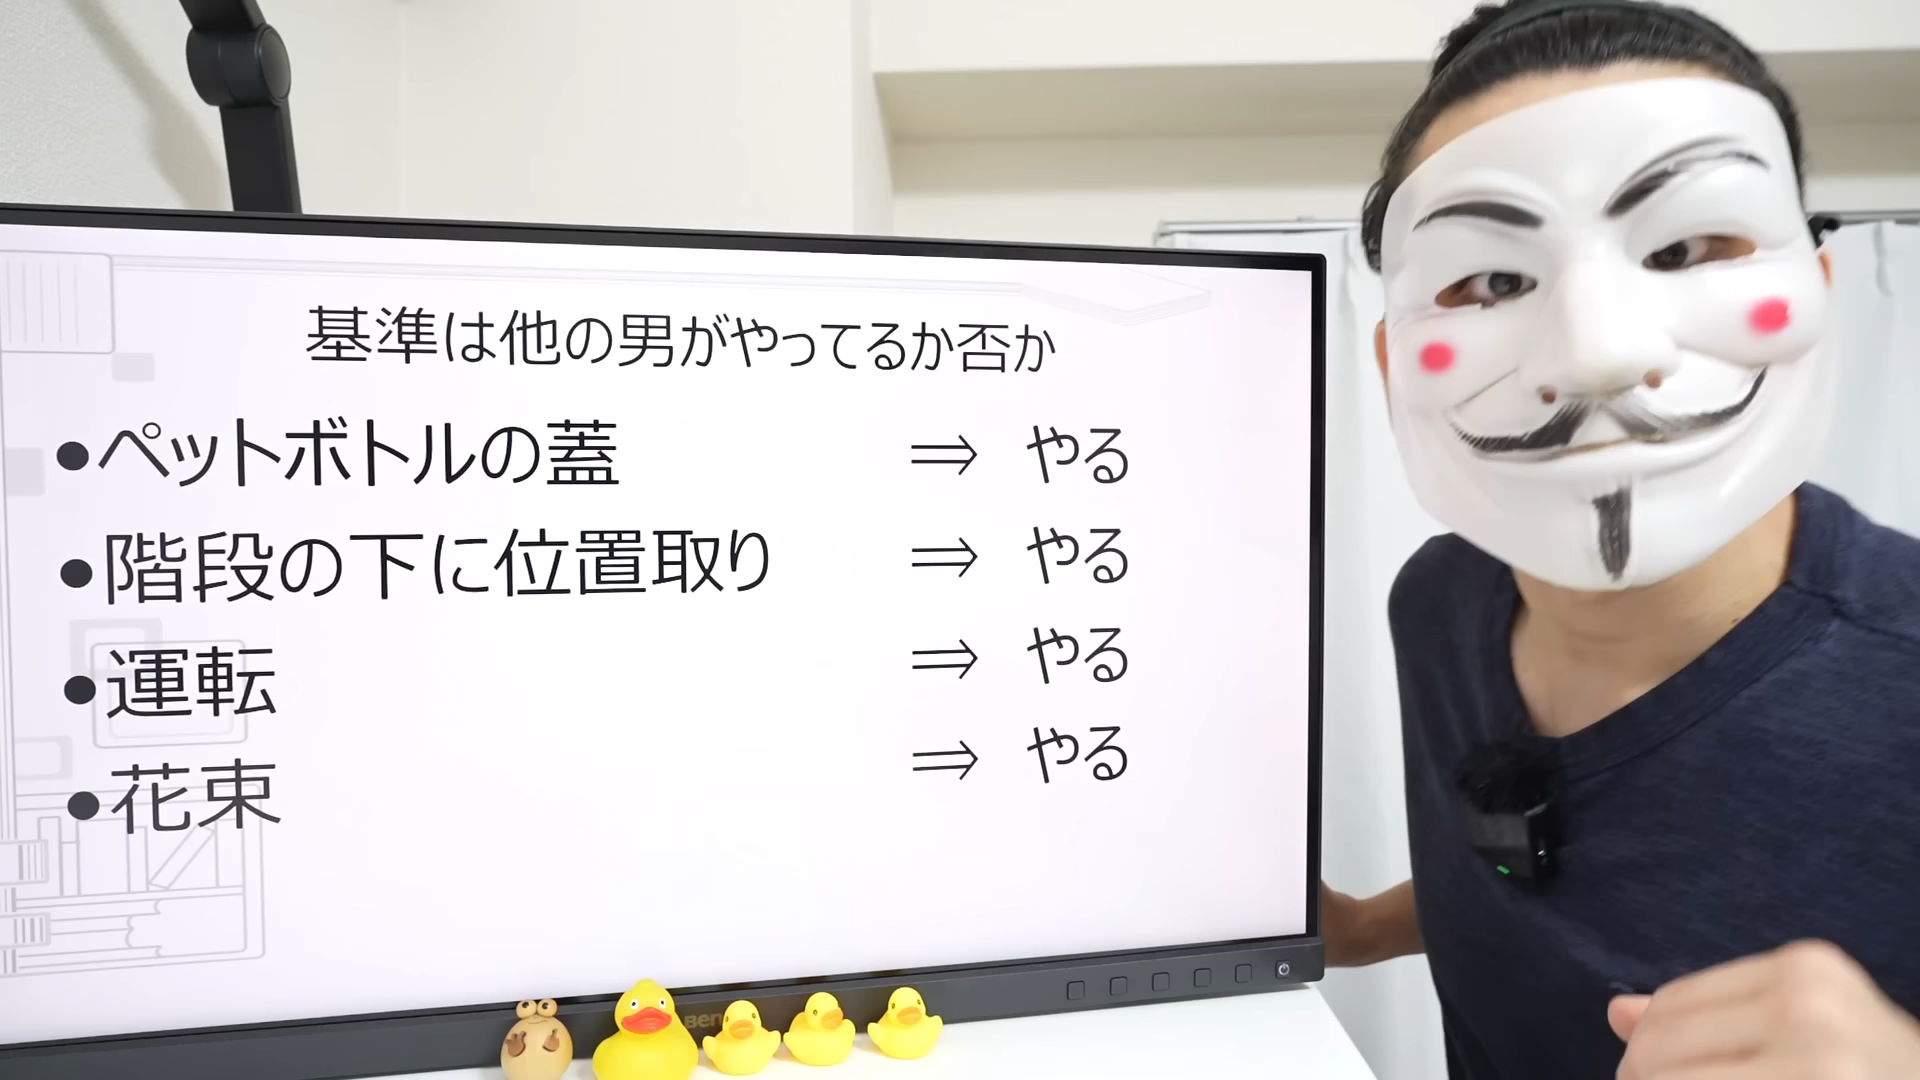 基準は他の男がやってるか否か
•ペットボトルの蓋 ⇒ やる
•階段の下に位置取り ⇒ やる
•運転 ⇒ やる
•花束 ⇒ やる
BenQ